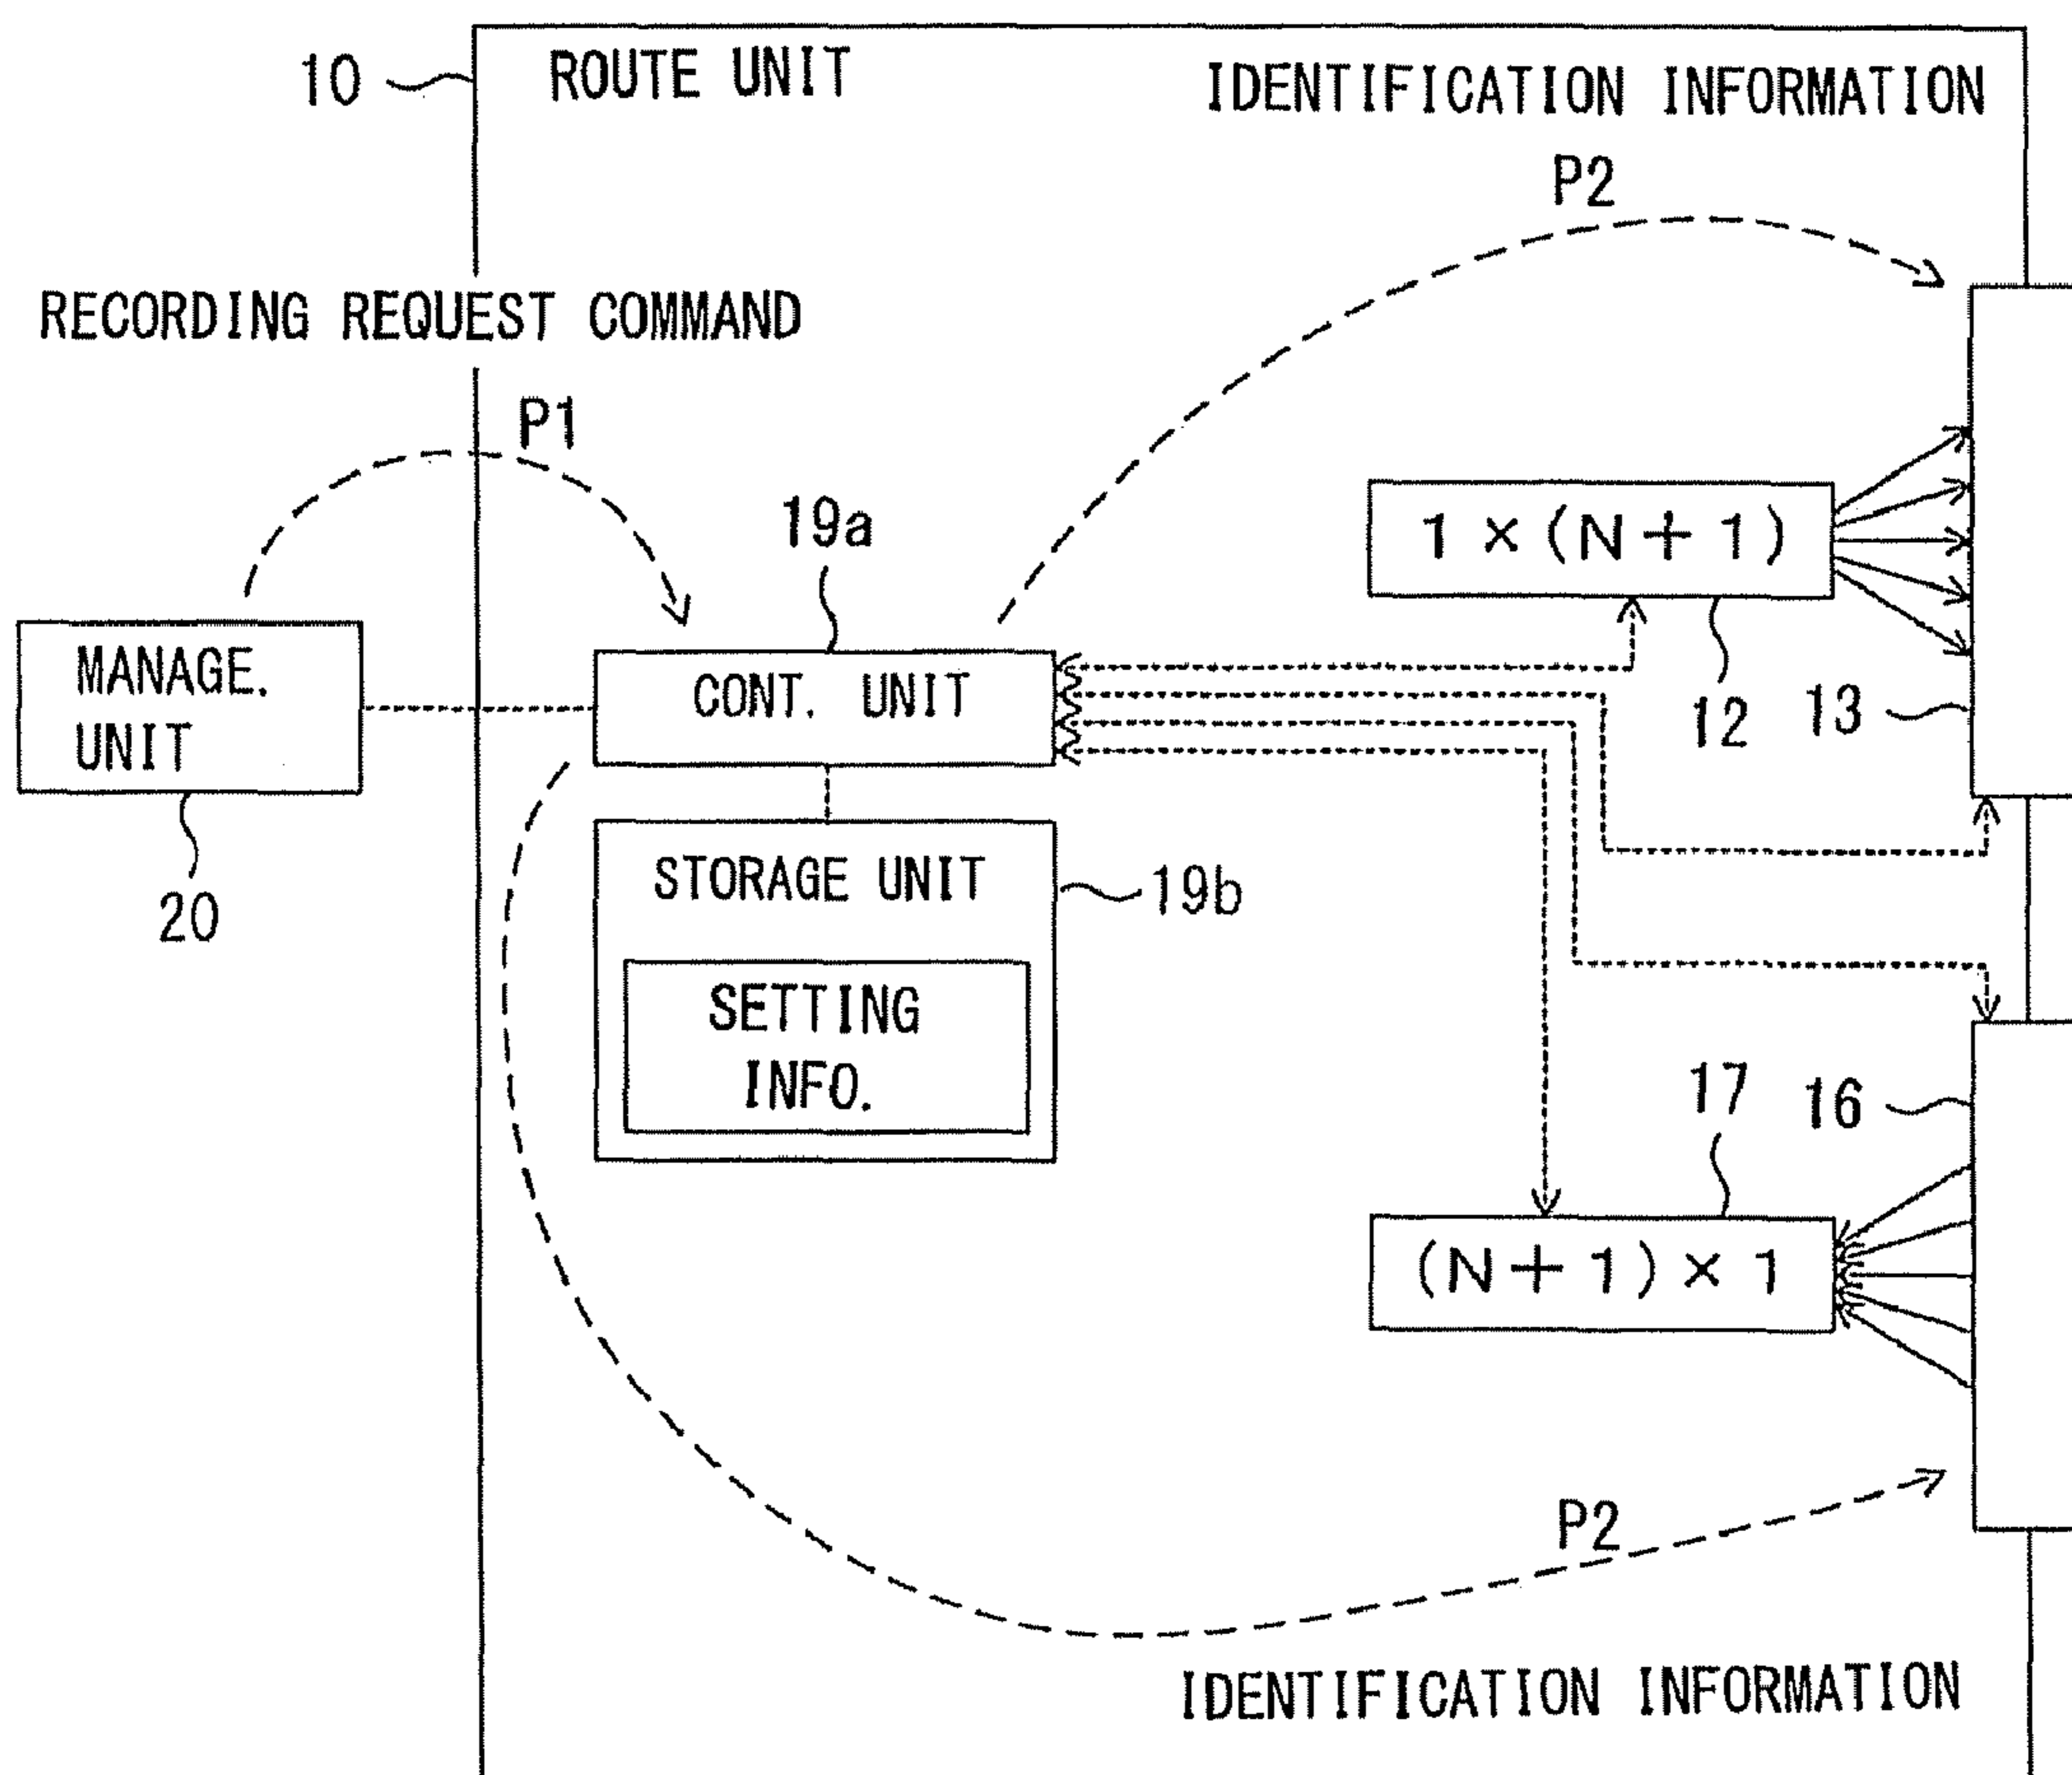 10
ROUTE UNIT
IDENTIFICATION INFORMATION
P2
RECORDING REQUEST COMMAND
P1
19a
1×(N+1)
MANAGE.
UNIT
CONT. UNIT
12
13
20
STORAGE UNIT
19b
SETTING
INFO.
17
16
(N+1)×1
P2
IDENTIFICATION INFORMATION